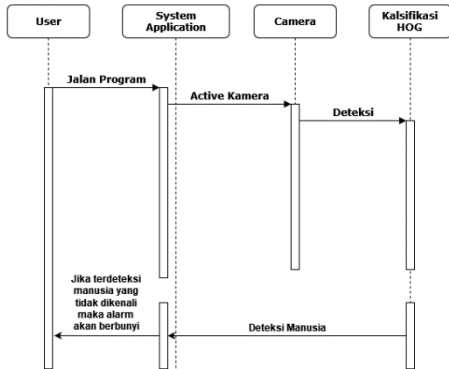 User
System
Application
Camera
Kalsifikasi
HOG
Jalan Program
Active Kamera
Deteksi
Jika terdeteksi
manusia yang
tidak dikenali
maka alarm
akan berbunyi
Deteksi Manusia